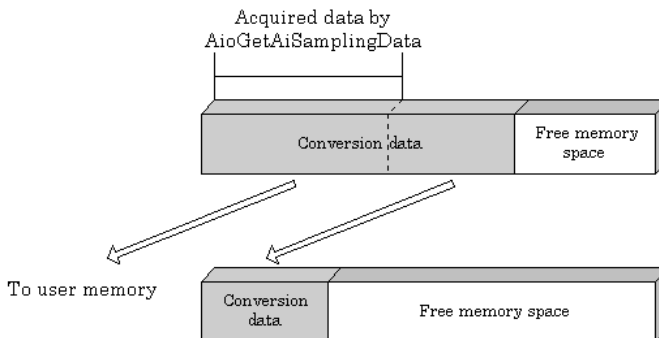 Acquired data by
AioGetAiSamplingData
Conversion data
Free memory
space
To user memory
Conversion
data
Free memory space